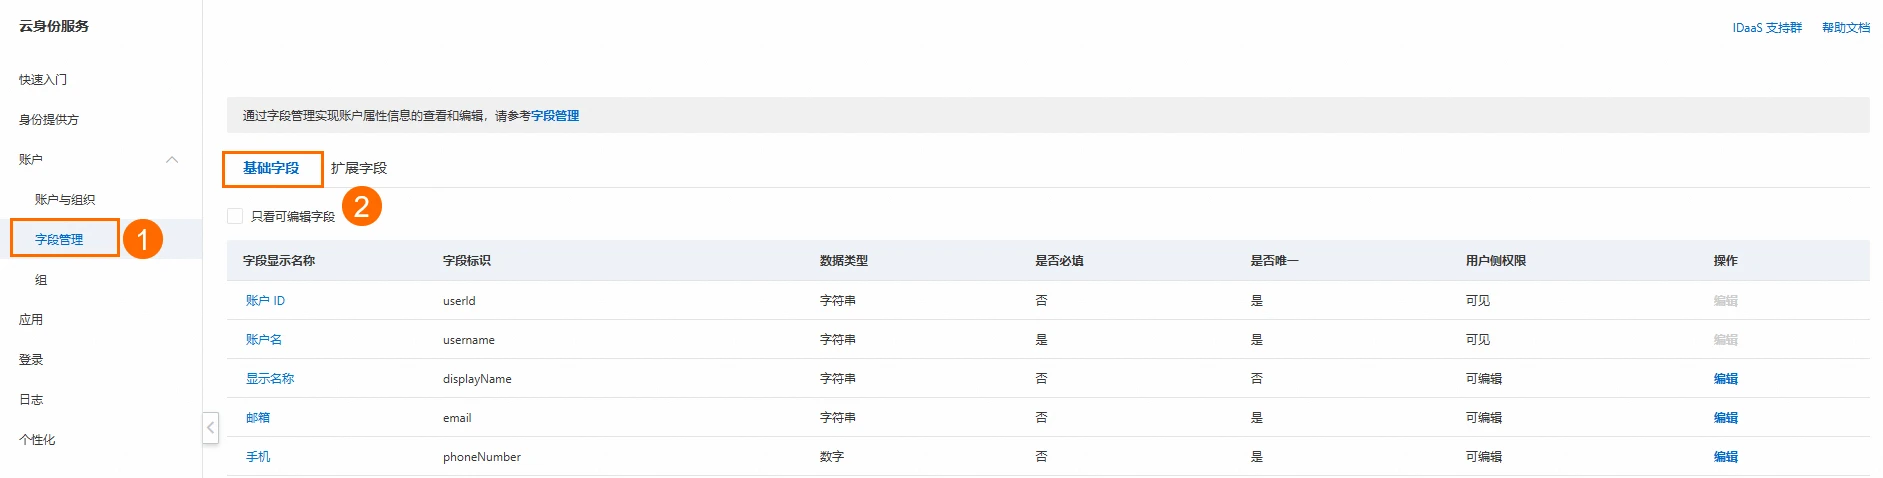 云身份服务
IDaaS 支持群 帮助文档
快速入门
身份提供方
账户
账户与组织
字段管理
1
组
应用
登录
日志
个性化
通过字段管理实现账户属性信息的查看和编辑，请参考字段管理
基础字段 扩展字段
2
只看可编辑字段
字段显示名称 字段标识 数据类型 是否必填 是否唯一 用户侧权限 操作
账户 ID userId 字符串 否 是 可见 编辑
账户名 username 字符串 是 是 可见 编辑
显示名称 displayName 字符串 否 否 可编辑 编辑
邮箱 email 字符串 否 是 可编辑 编辑
手机 phoneNumber 数字 否 是 可编辑 编辑